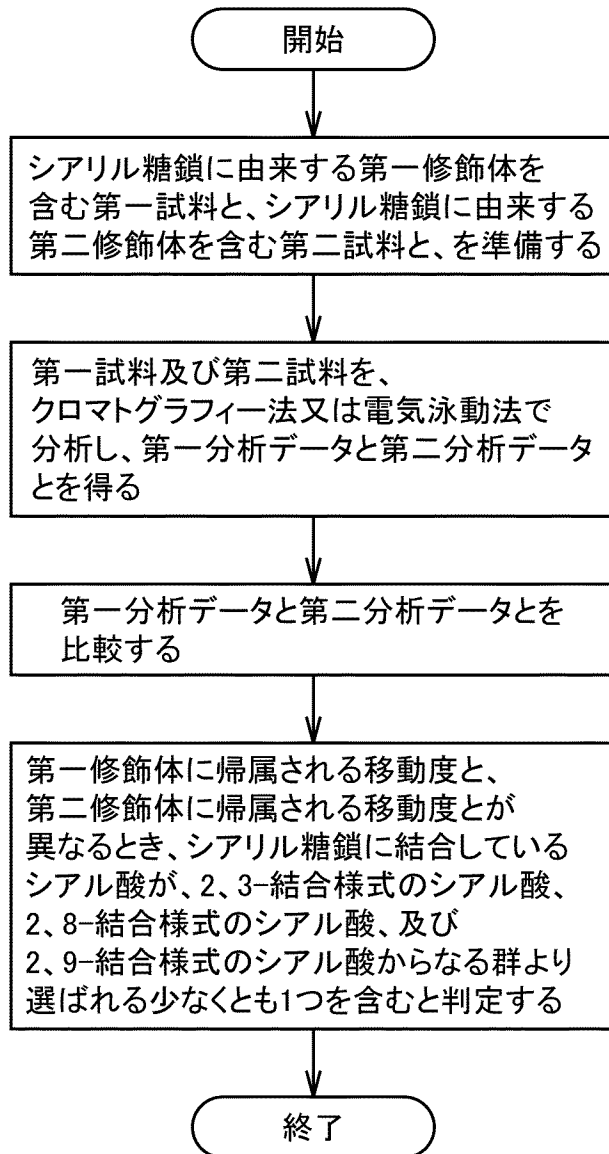 開始
シアリル糖鎖に由来する第一修飾体を
含む第一試料と、シアリル糖鎖に由来する
第二修飾体を含む第二試料と、を準備する
第一試料及び第二試料を、
クロマトグラフィー法又は電気泳動法で
分析し、第一分析データと第二分析データ
とを得る
第一分析データと第二分析データとを
比較する
第一修飾体に帰属される移動度と、
第二修飾体に帰属される移動度とが
異なるとき、シアリル糖鎖に結合している
シアル酸が、2、3-結合様式のシアル酸、
2、8-結合様式のシアル酸、及び
2、9-結合様式のシアル酸からなる群より
選ばれる少なくとも1つを含むと判定する
終了